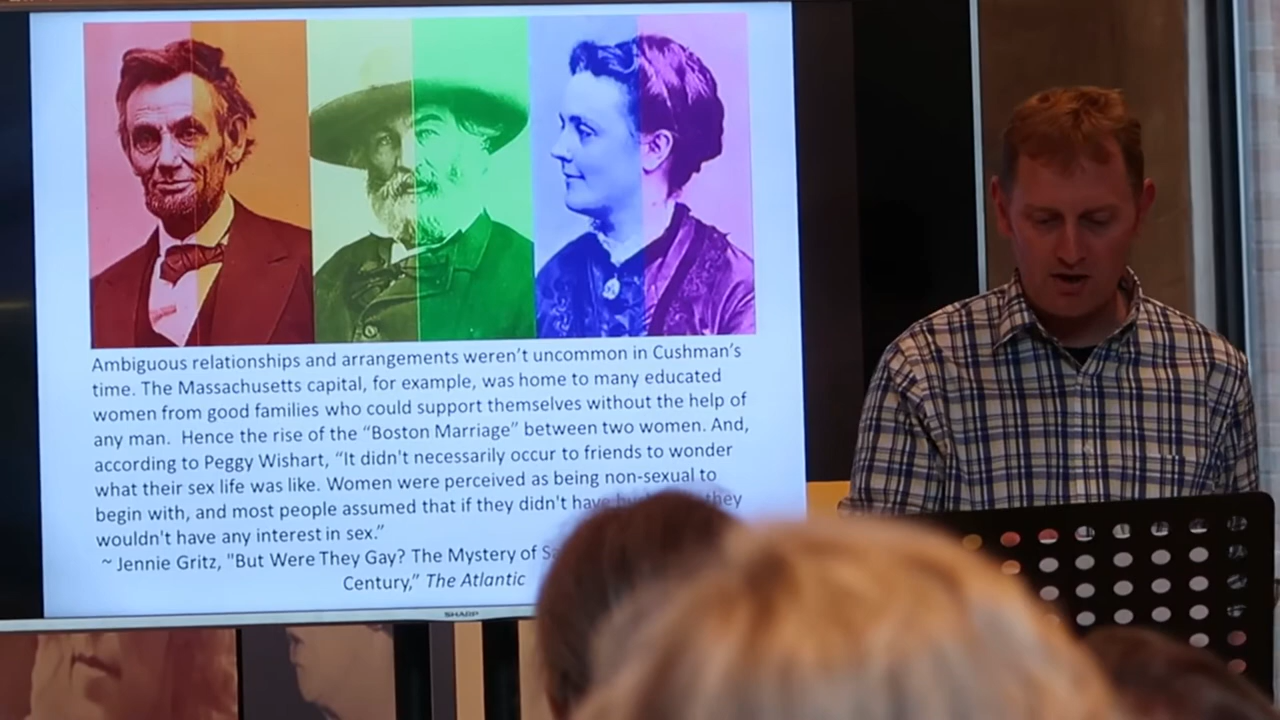 Ambiguous relationships and arrangements weren't uncommon in Cushman's
time. The Massachusetts capital, for example, was home to many educated
women from good families who could support themselves without the help of
any man. Hence the rise of the "Boston Marriage" between two women. And,
according to Peggy Wishart, "It didn't necessarily occur to friends to wonder
what their sex life was like. Women were perceived as being non-sexual to
begin with, and most people assumed that if they didn't have they
wouldn't have any interest in sex."
~ Jennie Gritz, "But Were They Gay? The Mystery of
Century," The Atlantic
SHARP